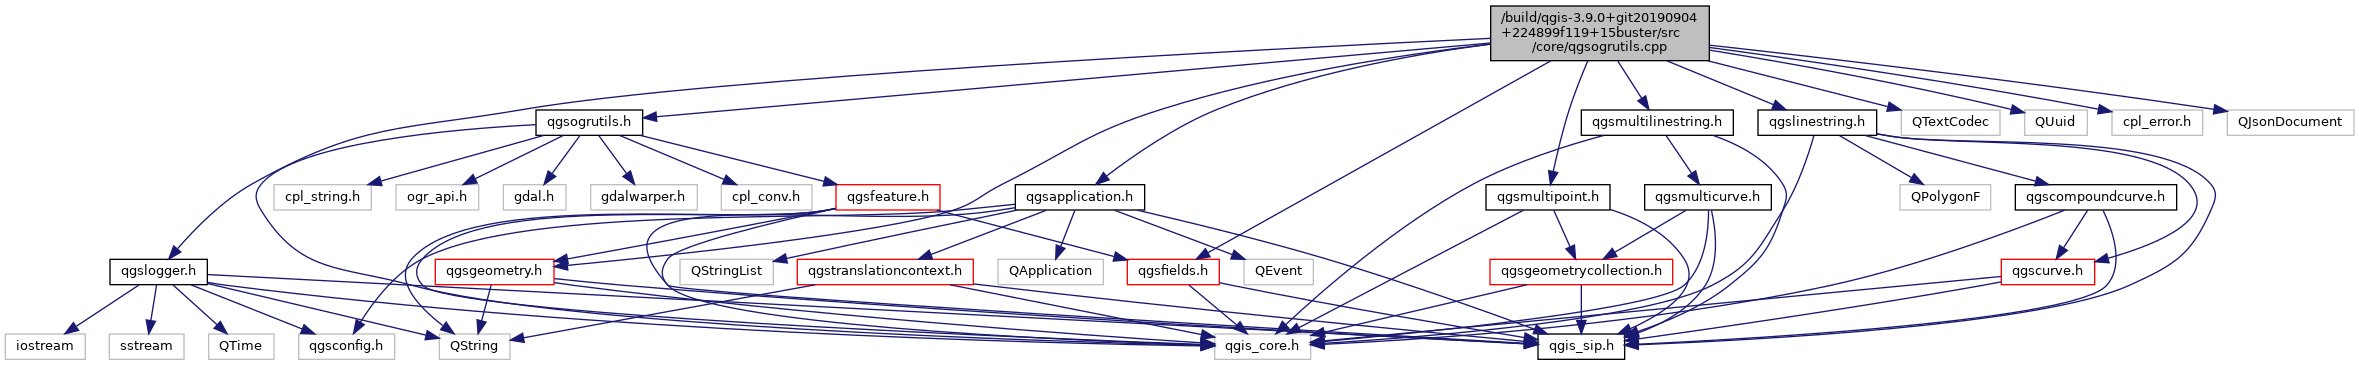 /build/qgis-3.9.0+git20190904
+224899f119+15buster/src
/core/qgsogrutils.cpp
qgsogrutils.h
qgsmultilinestring.h
qgslinestring.h
QTextCodec
QUuid
cpl_error.h
QJsonDocument
cpl_string.h
ogr_api.h
gdal.h
gdalwarper.h
cpl_conv.h
qgsfeature.h
qgsapplication.h
qgsmultipoint.h
qgsmulticurve.h
QPolygonF
qgscompoundcurve.h
qgslogger.h
qgsgeometry.h
QStringList
qgstranslationcontext.h
QApplication
qgsfields.h
QEvent
qgsgeometrycollection.h
qgscurve.h
iostream
sstream
QTime
qgsconfig.h
QString
qgis_core.h
qgis_sip.h